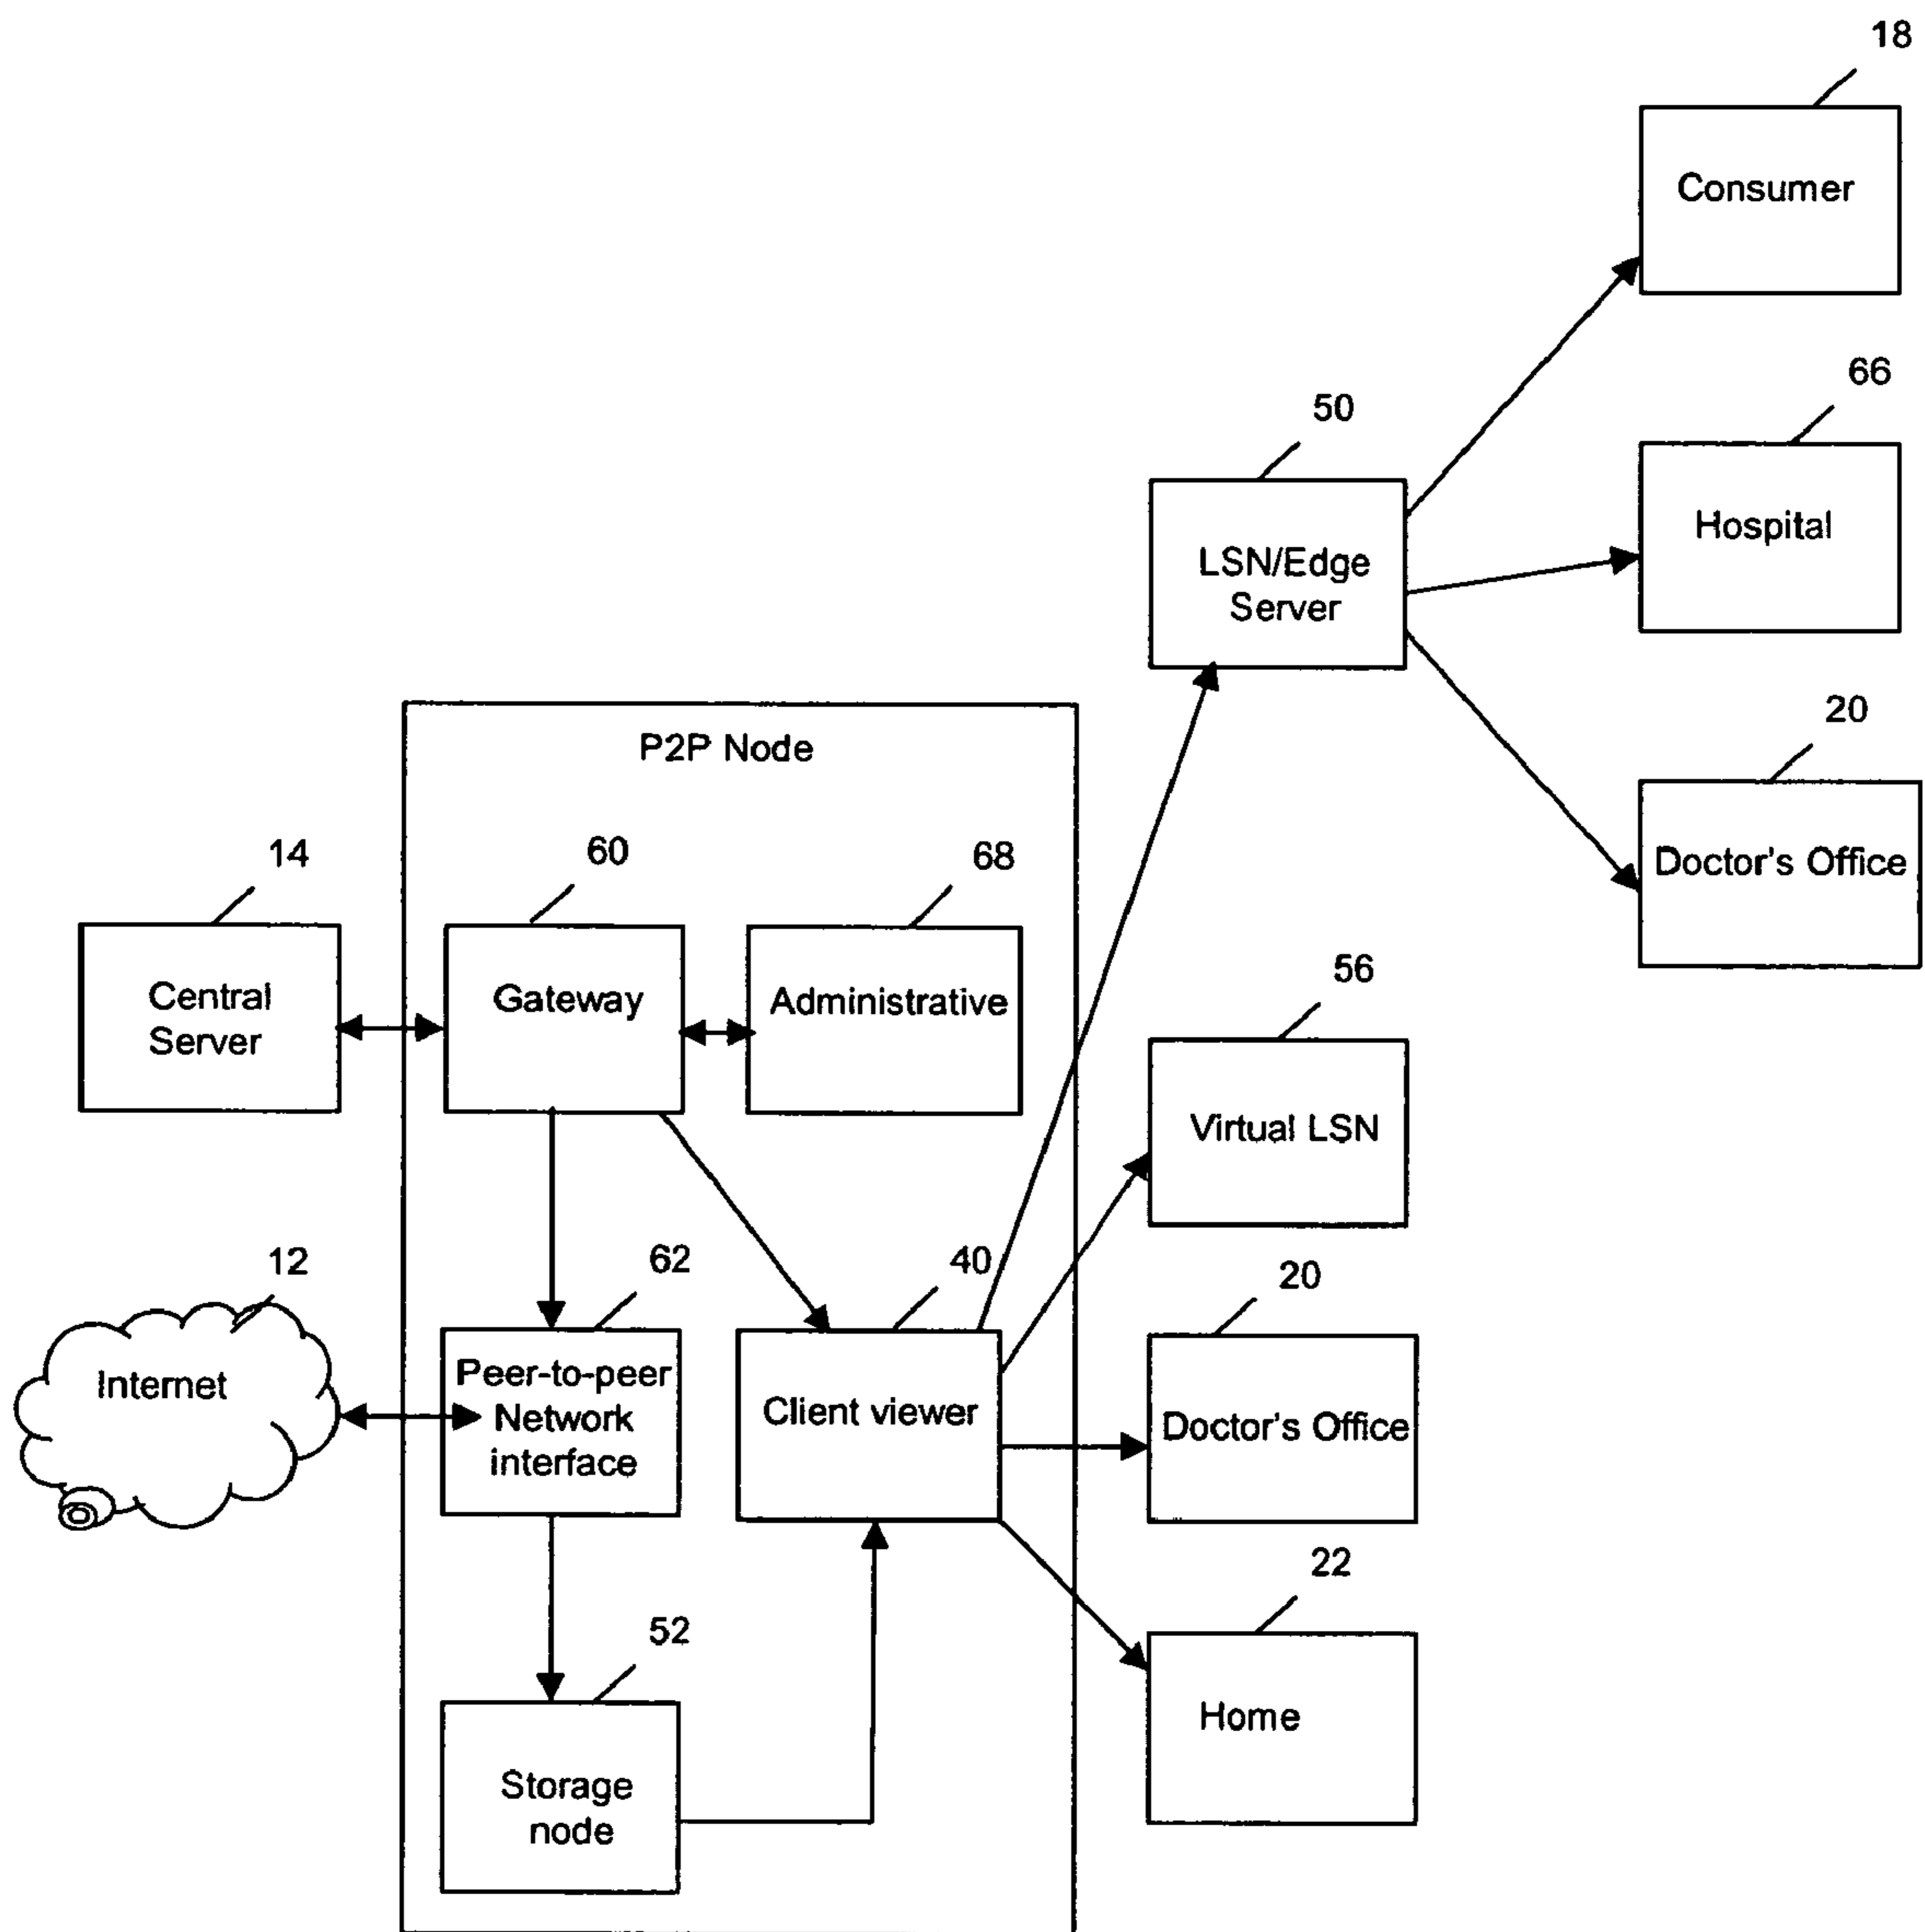 18
Consumer
66
Hospital
50
LSN/Edge
Server
20
Doctor's Office
P2P Node
14
Central
Server
60
Gateway
68
Administrative
56
Virtual LSN
12
Internet
62
Peer-to-peer
Network
interface
40
Client viewer
20
Doctor's Office
52
Storage
node
22
Home